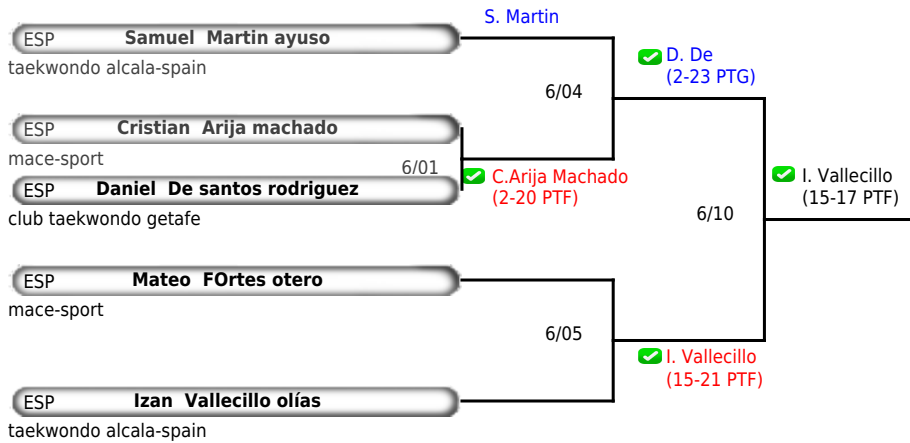 S. Martin
ESP Samuel Martin ayuso
taekwondo alcala-spain
D. De
(2-23 PTG)
6/04
ESP Cristian Arija machado
mace-sport
6/01
C.Arija Machado
(2-20 PTF)
ESP Daniel De santos rodriguez
club taekwondo getafe
I. Vallecillo
(15-17 PTF)
6/10
ESP Mateo FOrtes otero
mace-sport
6/05
I. Vallecillo
(15-21 PTF)
ESP Izan Vallecillo olías
taekwondo alcala-spain